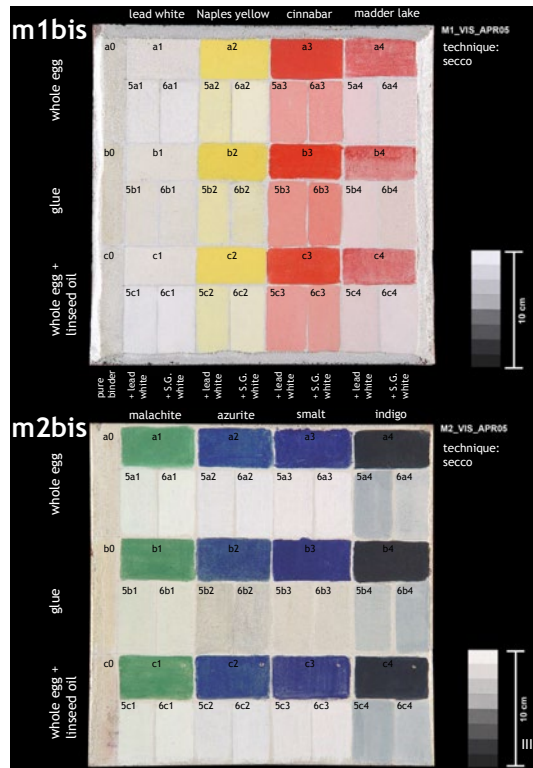 lead white Naples yellow cinnabar madder lake
m1bis
M1_VIS_APR05
technique:
secco
whole egg
a0 a1 a2 a3 a4
5a1 6a1 5a2 6a2 5a3 6a3 5a4 6a4
glue
b0 b1 b2 b3 b4
5b1 6b1 5b2 6b2 5b3 6b3 5b4 6b4
whole egg +
linseed oil
c0 c1 c2 c3 c4
5c1 6c1 5c2 6c2 5c3 6c3 5c4 6c4
10 cm
pure
binder
+ lead
white
+ S.G.
white
+ lead
white
+ S.G.
white
+ lead
white
+ S.G.
white
+ lead
white
+ S.G.
white
malachite azurite smalt indigo
m2bis
M2_VIS_APR05
technique:
secco
whole egg
a0 a1 a2 a3 a4
5a1 6a1 5a2 6a2 5a3 6a3 5a4 6a4
glue
b0 b1 b2 b3 b4
5b1 6b1 5b2 6b2 5b3 6b3 5b4 6b4
whole egg +
linseed oil
c0 c1 c2 c3 c4
5c1 6c1 5c2 6c2 5c3 6c3 5c4 6c4
10 cm
III